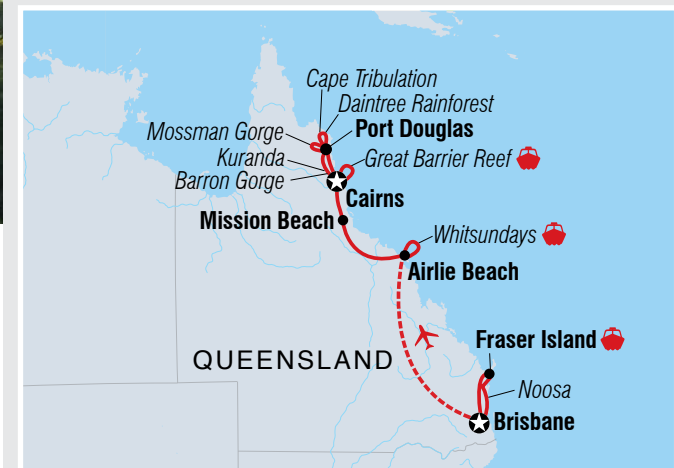 Cape Tribulation
Daintree Rainforest
Mossman Gorge
Port Douglas
Kuranda
Great Barrier Reef
Barron Gorge
Cairns
Mission Beach
Whitsundays
Airlie Beach
Fraser Island
QUEENSLAND
Noosa
Brisbane